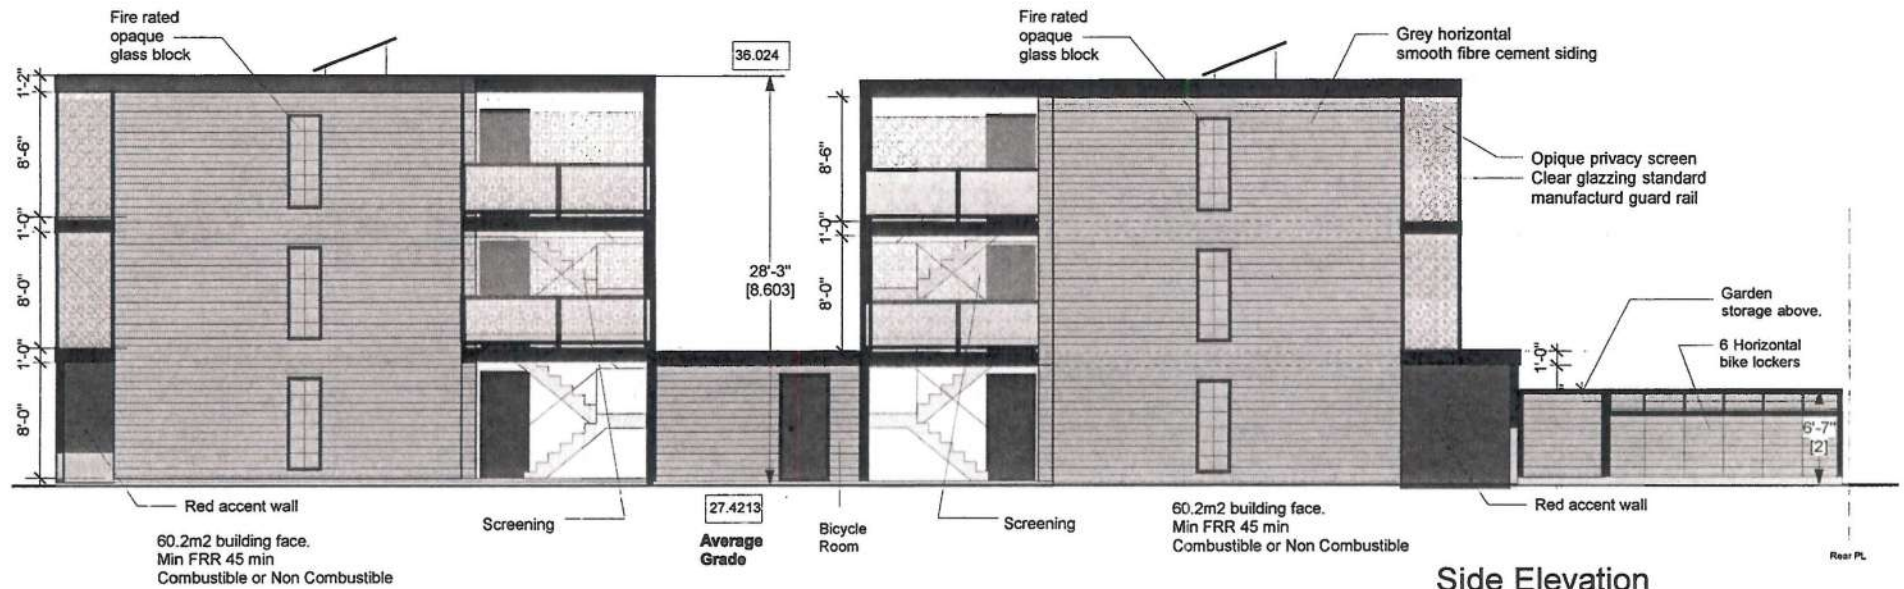 Fire rated
opaque
glass block
36.024
Fire rated
opaque
glass block
Grey horizontal
smooth fibre cement siding
1'-2"
8'-6"
1'-0"
8'-0"
1'-0"
8'-0"
8'-6"
1'-0"
8'-0"
28'-3"
[8.603]
Opique privacy screen
Clear glazzing standard
manufacturd guard rail
Garden
storage above.
6 Horizontal
bike lockers
1'-0"
6'-7"
[2]
Red accent wall
60.2m2 building face.
Min FRR 45 min
Combustible or Non Combustible
Screening
27.4213
Average
Grade
Bicycle
Room
Screening
60.2m2 building face.
Min FRR 45 min
Combustible or Non Combustible
Red accent wall
Rear PL
Side Elevation